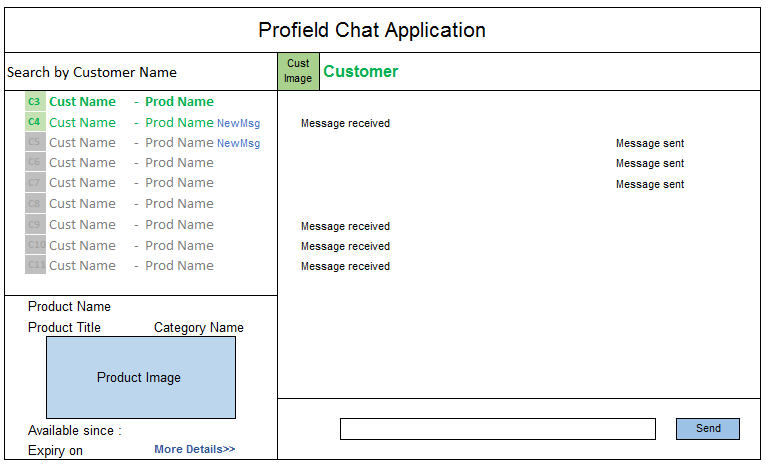 Profield Chat Application
Search by Customer Name
Cust Image
Customer
C3 Cust Name - Prod Name
C4 Cust Name - Prod Name NewMsg
C5 Cust Name - Prod Name NewMsg
C6 Cust Name - Prod Name
C7 Cust Name - Prod Name
C8 Cust Name - Prod Name
C9 Cust Name - Prod Name
C10 Cust Name - Prod Name
C11 Cust Name - Prod Name
Message received
Message sent
Message sent
Message sent
Message received
Message received
Message received
Product Name
Product Title Category Name
Product Image
Available since :
Expiry on More Details>>
Send